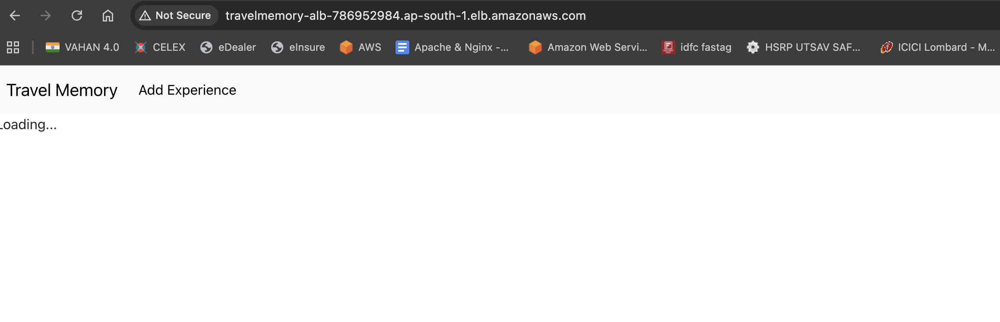 Not Secure travelmemory-alb-786952984.ap-south-1.elb.amazonaws.com
VAHAN 4.0 CELEX eDealer eInsure AWS Apache & Nginx -... Amazon Web Servi... idfc fastag HSRP UTSAV SAF... ICICI Lombard - M...
Travel Memory Add Experience
Loading...